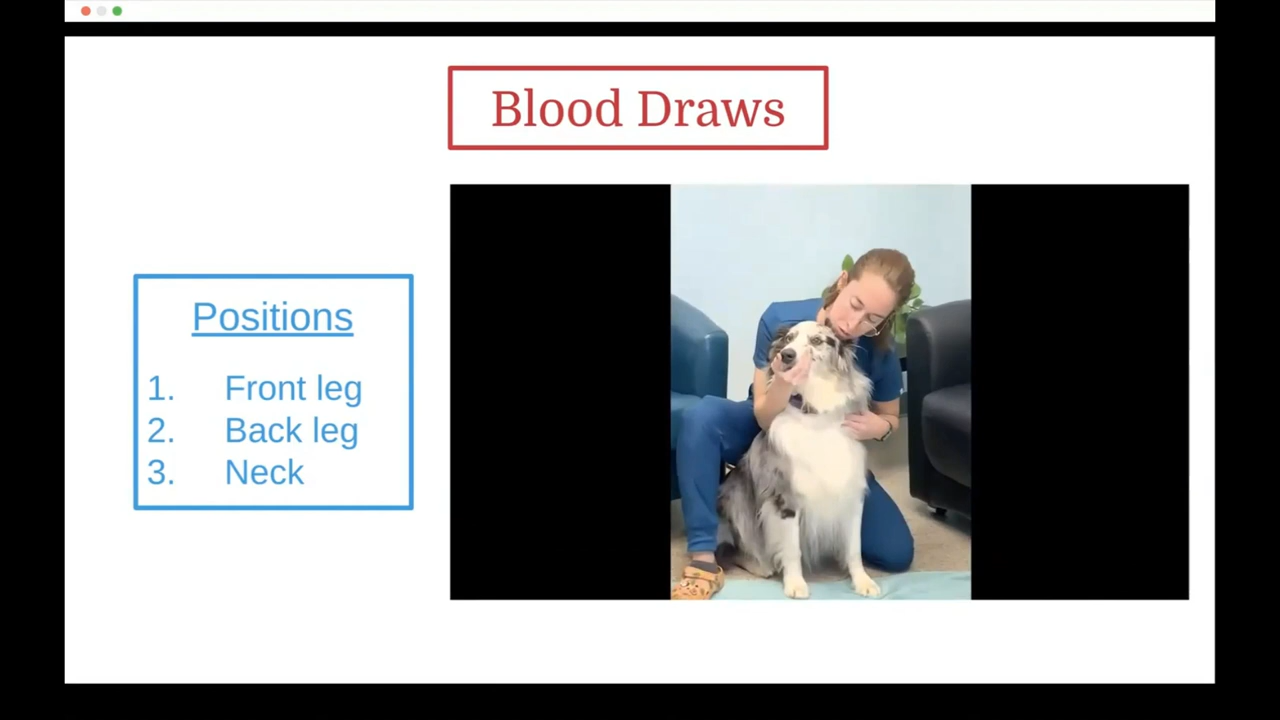 Blood Draws
Positions
1. Front leg
2. Back leg
3. Neck